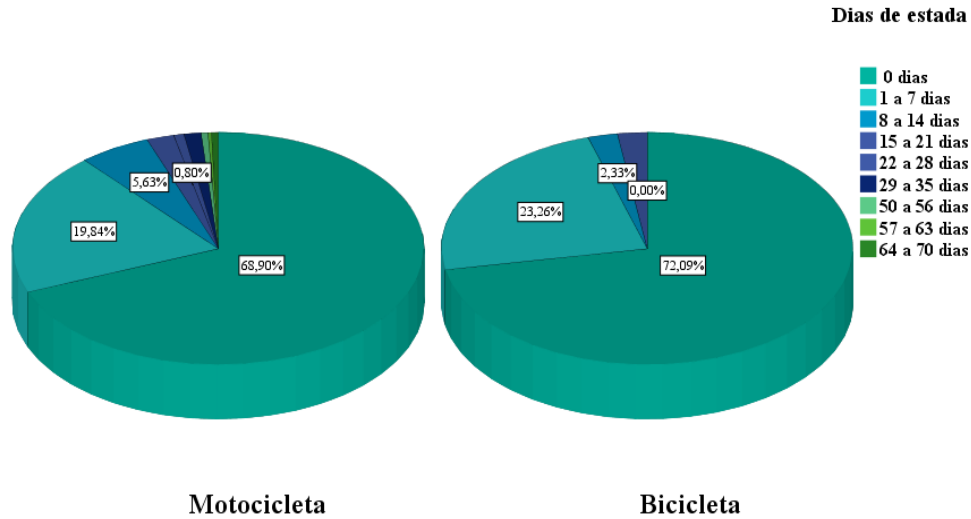 Dias de estada
0 dias
1 a 7 dias
8 a 14 dias
15 a 21 dias
22 a 28 dias
29 a 35 dias
50 a 56 dias
57 a 63 dias
64 a 70 dias
5,63%
0,80%
19,84%
68,90%
2,33%
0,00%
23,26%
72,09%
Motocicleta
Bicicleta